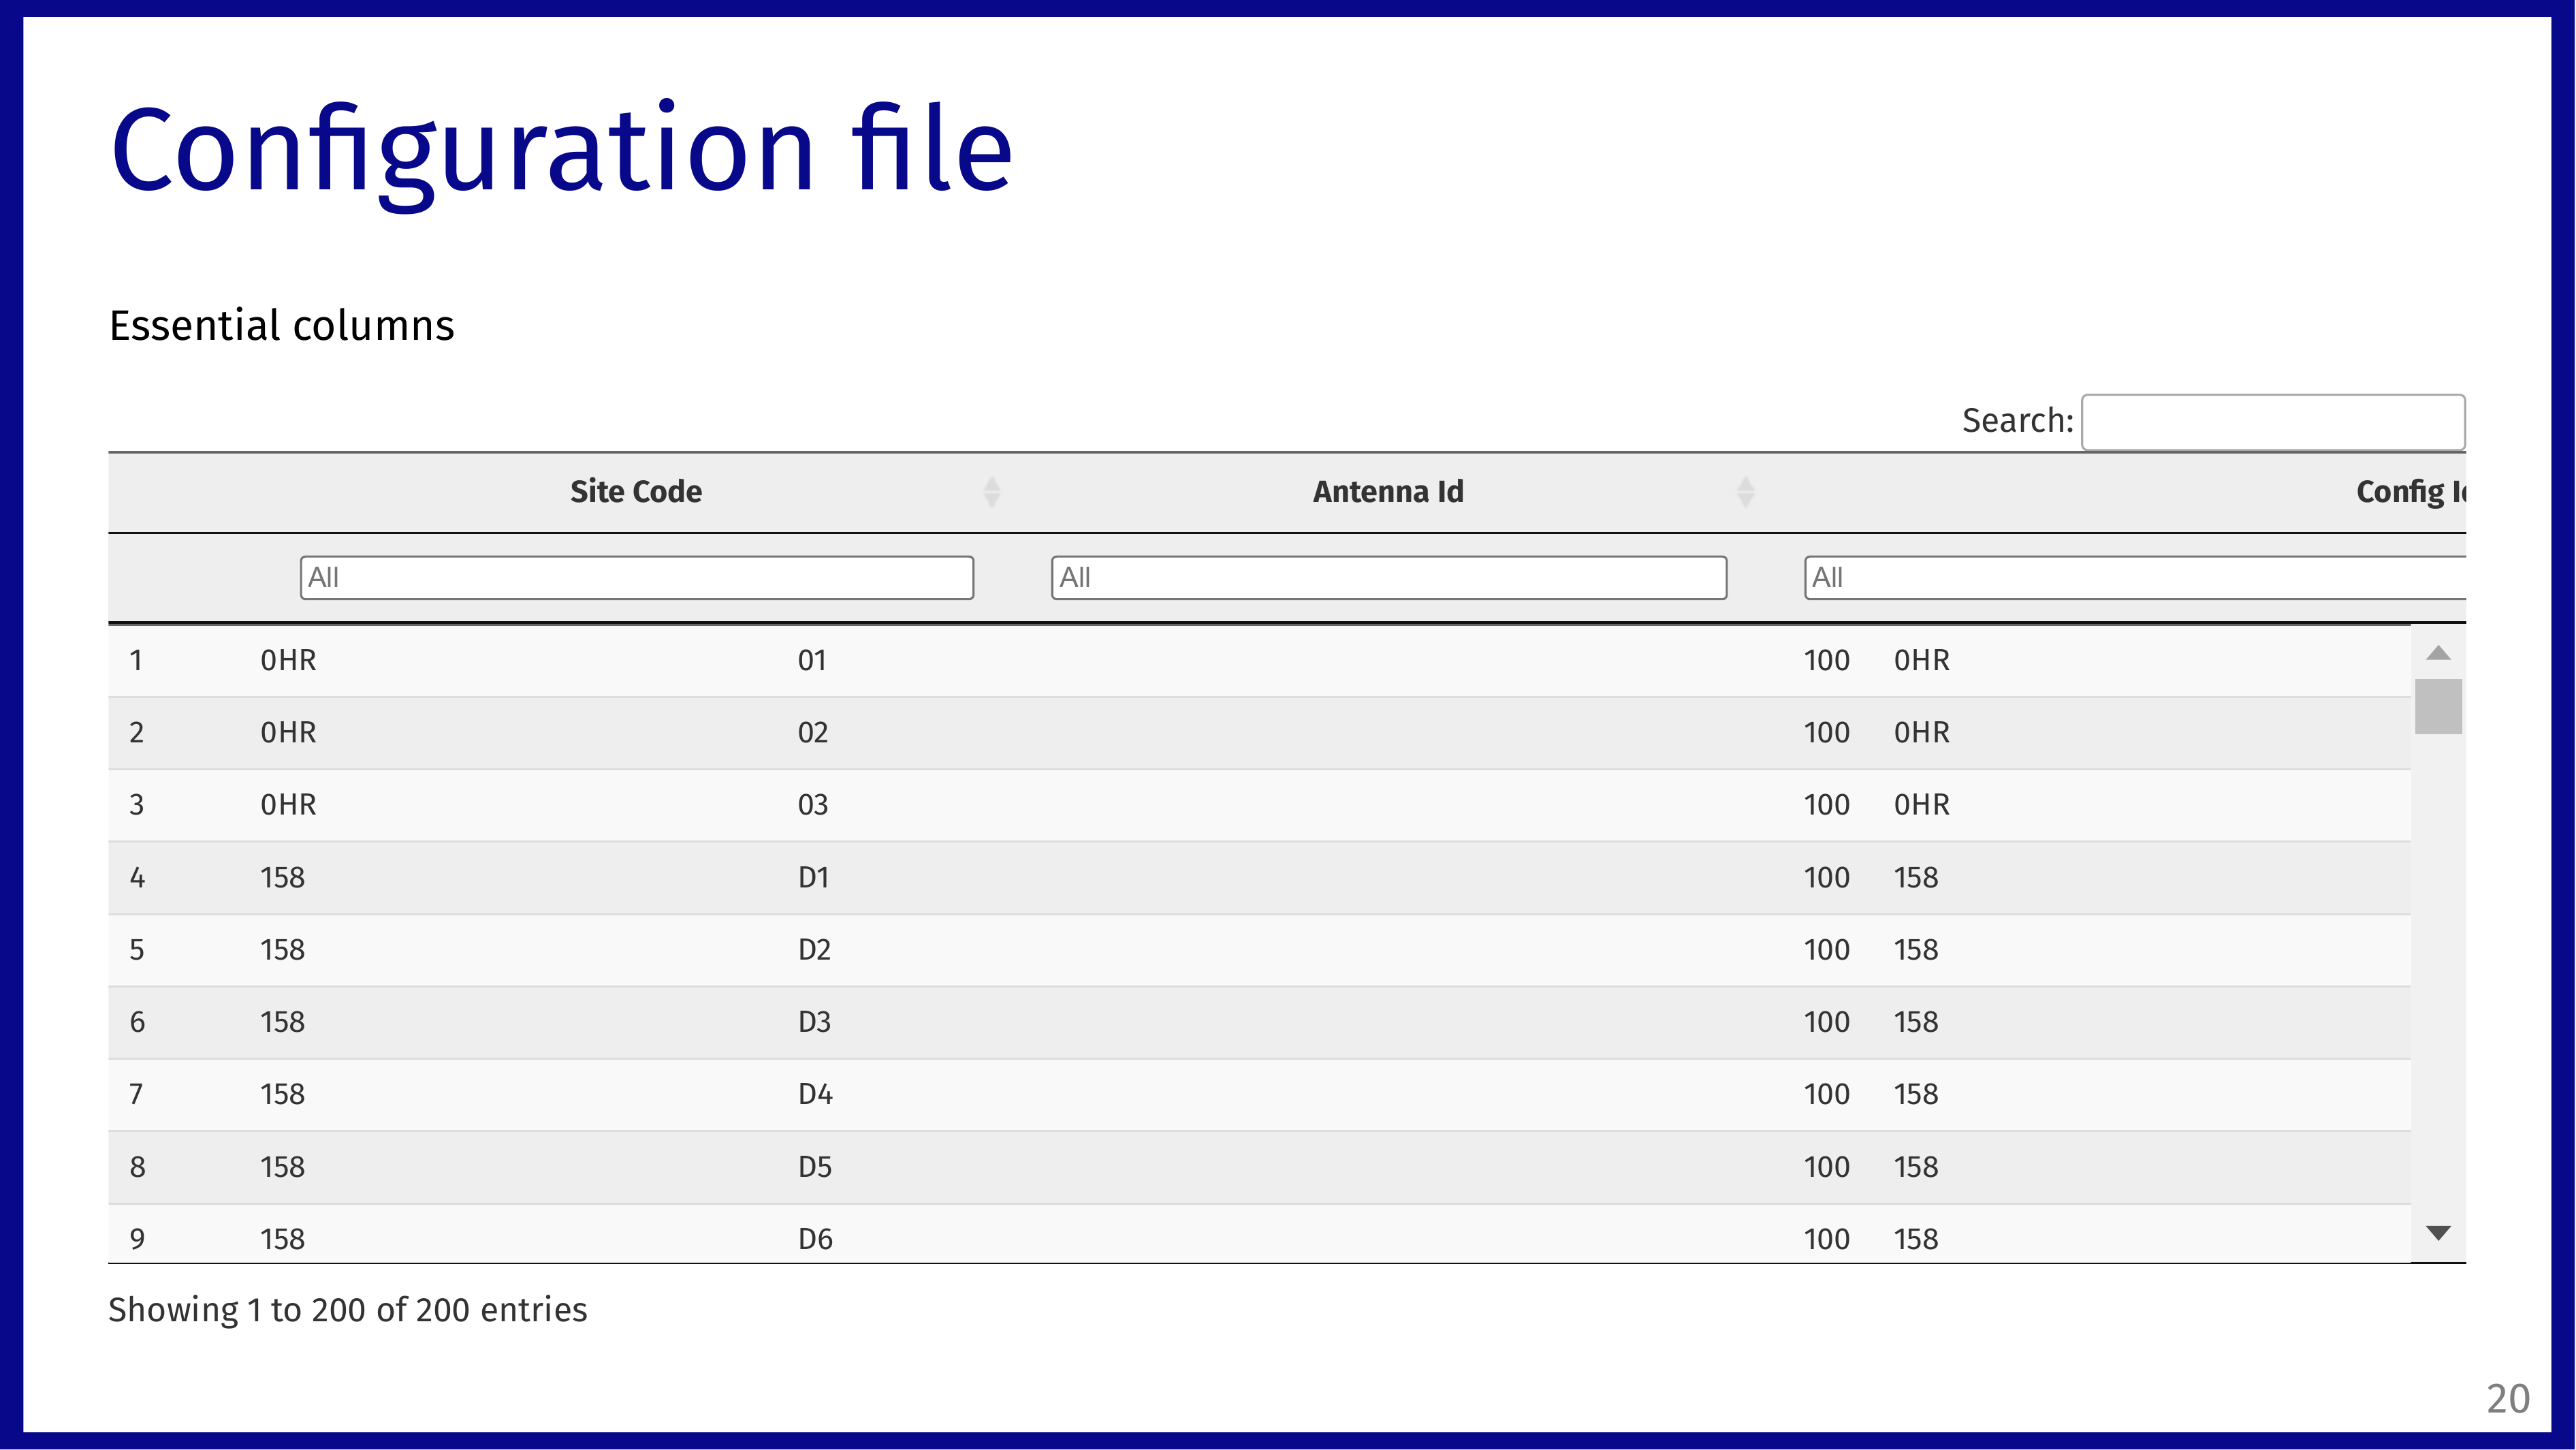 Configuration file
Essential columns
Search:
Site Code Antenna Id Config
All All All
1 0HR 01 100 0HR
2 0HR 02 100 0HR
3 0HR 03 100 0HR
4 158 D1 100 158
5 158 D2 100 158
6 158 D3 100 158
7 158 D4 100 158
8 158 D5 100 158
9 158 D6 100 158
Showing 1 to 200 of 200 entries
20